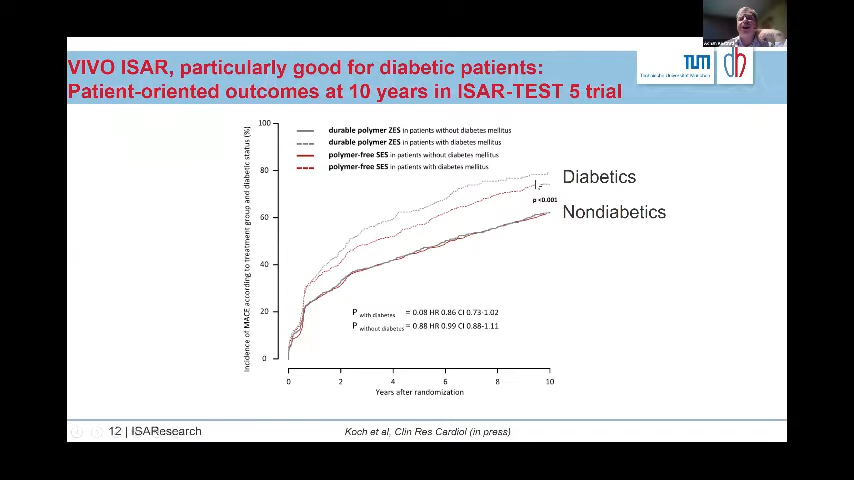 VIVO ISAR, particularly good for diabetic patients:
Patient-oriented outcomes at 10 years in ISAR-TEST 5 trial
TUM
Technische Universität München
dh
Incidence of MACE according to treatment group and diabetic status (%)
100
80
60
40
20
0
durable polymer ZES in patients without diabetes mellitus
durable polymer ZES in patients with diabetes mellitus
polymer-free SES in patients without diabetes mellitus
polymer-free SES in patients with diabetes mellitus
Diabetics
p <0.001
Nondiabetics
P with diabetes = 0.08 HR 0.86 CI 0.73-1.02
P without diabetes = 0.88 HR 0.99 CI 0.88-1.11
0 2 4 6 8 10
Years after randomization
12 | ISAResearch
Koch et al, Clin Res Cardiol (in press)